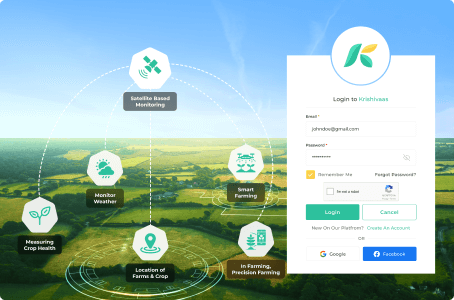 Satellite Based
Monitoring
Monitor
Weather
Smart
Farming
Measuring
Crop Health
Location of
Farms & Crop
In Farming,
Precision Farming
Login to Krishivaas
Email *
johndoe@gmail.com
Password *
Remember Me
Forgot Password?
I'm not a robot
Login
Cancel
New On Our Platfrom? Create An Account
OR
Google
Facebook